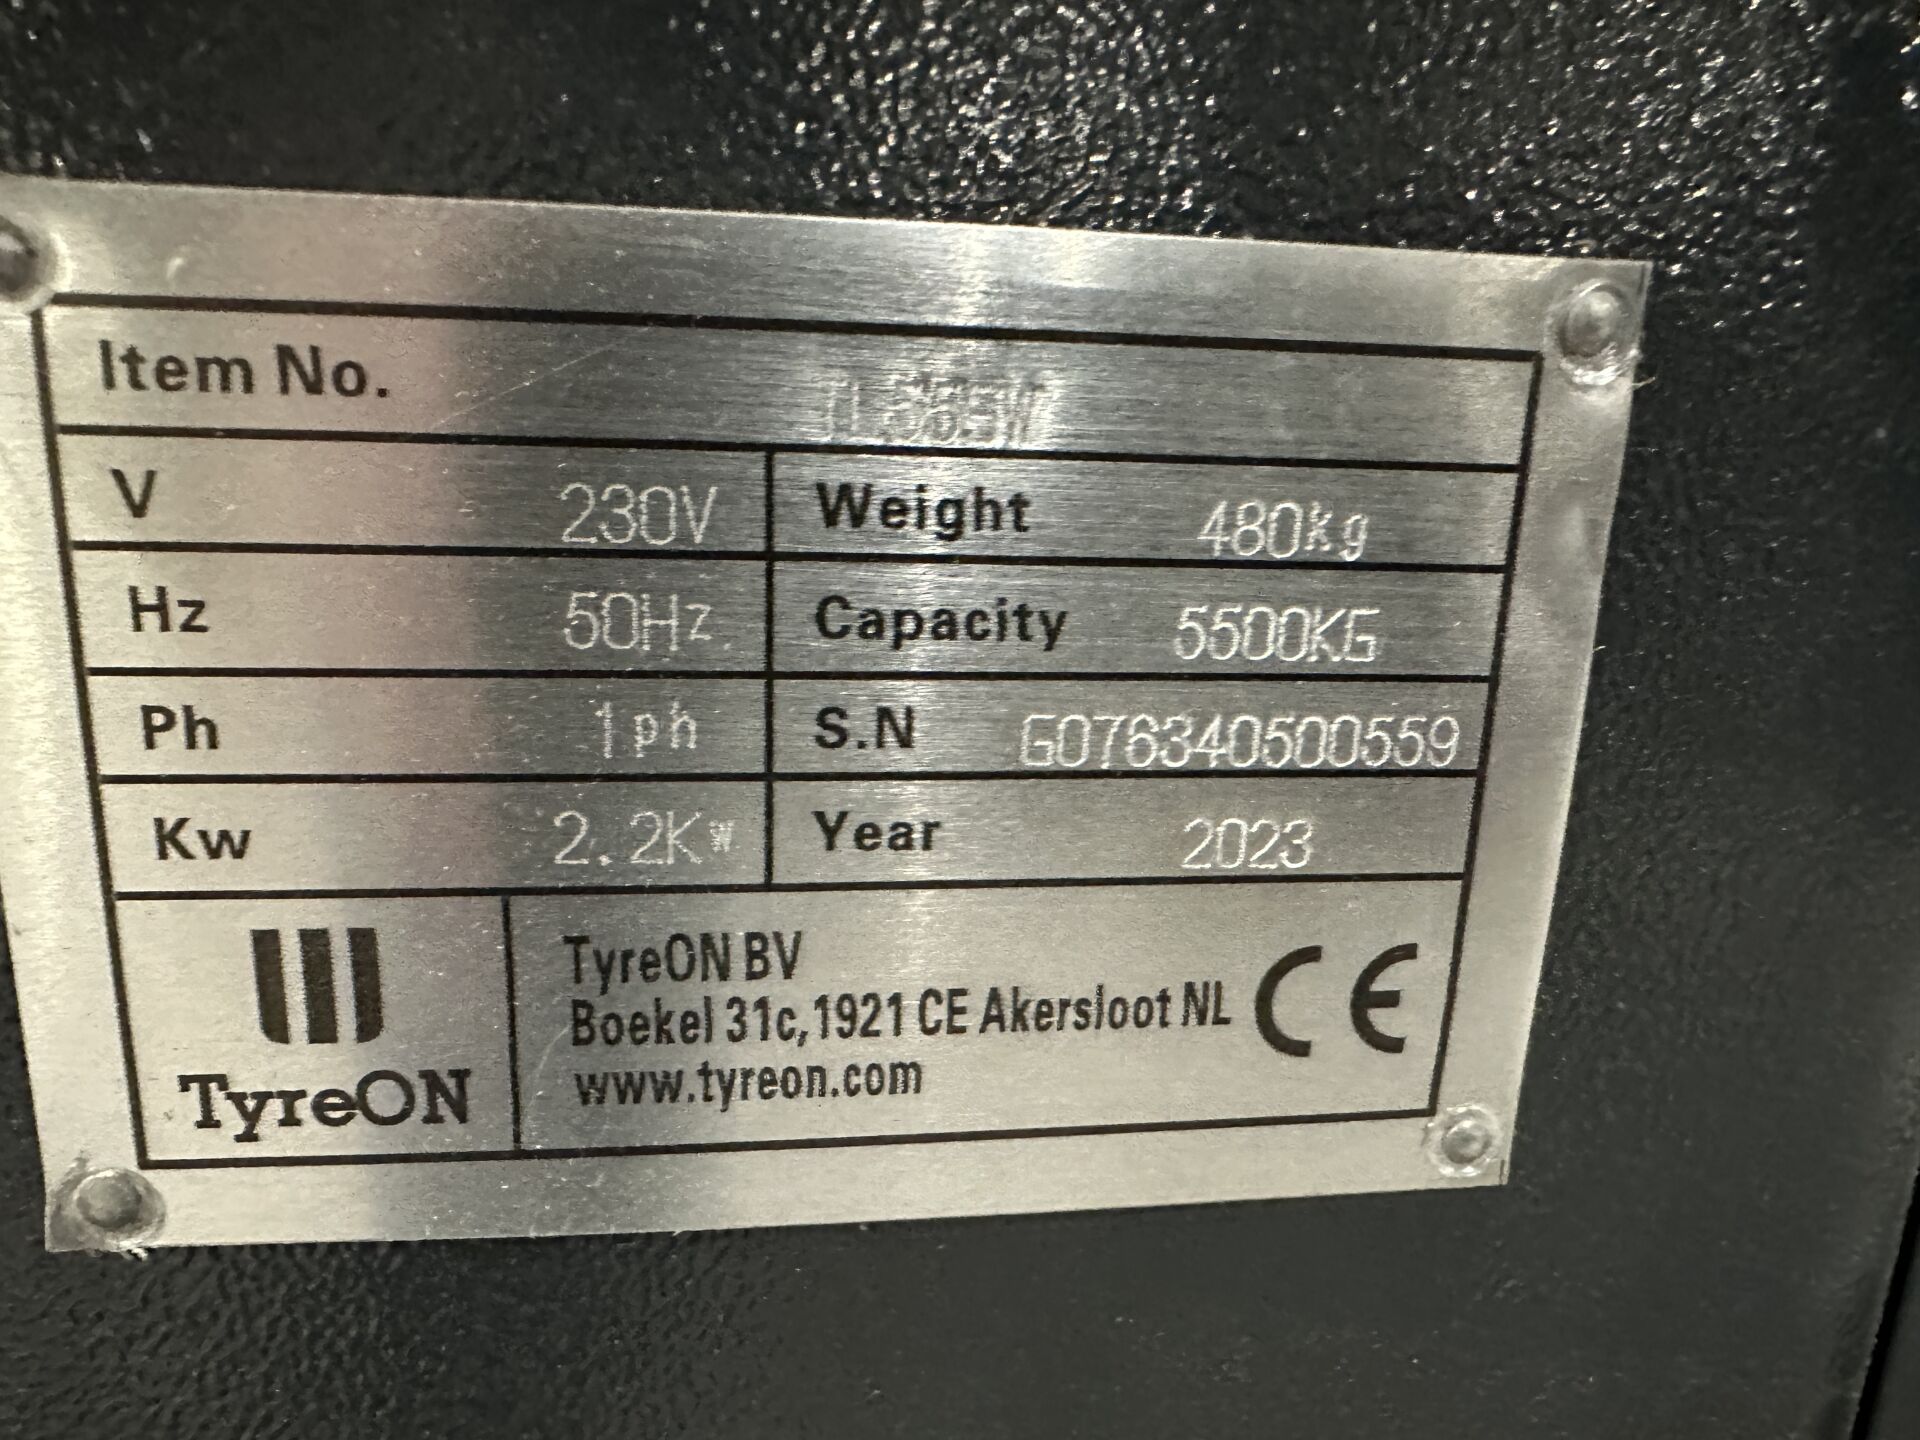 Item No.
V 230V Weight 480kg
Hz 50Hz Capacity 5500KG
Ph 1ph S.N G076340500559
Kw 2.2Kw Year 2023
TyreON
TyreON BV
Boekel 31c, 1921 CE Akersloot NL
www.tyreon.com
CE